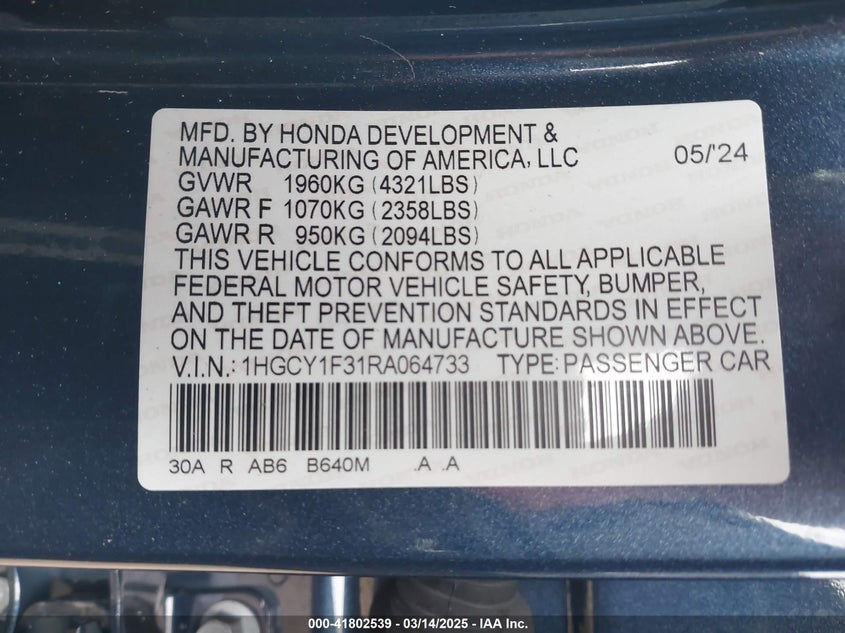 MFD. BY HONDA DEVELOPMENT &
MANUFACTURING OF AMERICA, LLC 05/'24
GVWR 1960KG (4321LBS)
GAWR F 1070KG (2358LBS)
GAWR R 950KG (2094LBS)
THIS VEHICLE CONFORMS TO ALL APPLICABLE
FEDERAL MOTOR VEHICLE SAFETY, BUMPER,
AND THEFT PREVENTION STANDARDS IN EFFECT
ON THE DATE OF MANUFACTURE SHOWN ABOVE.
V.I.N.: 1HGCY1F31RA064733 TYPE: PASSENGER CAR
30A R AB6 B640M .A .A
000-41802539 - 03/14/2025 - IAA Inc.